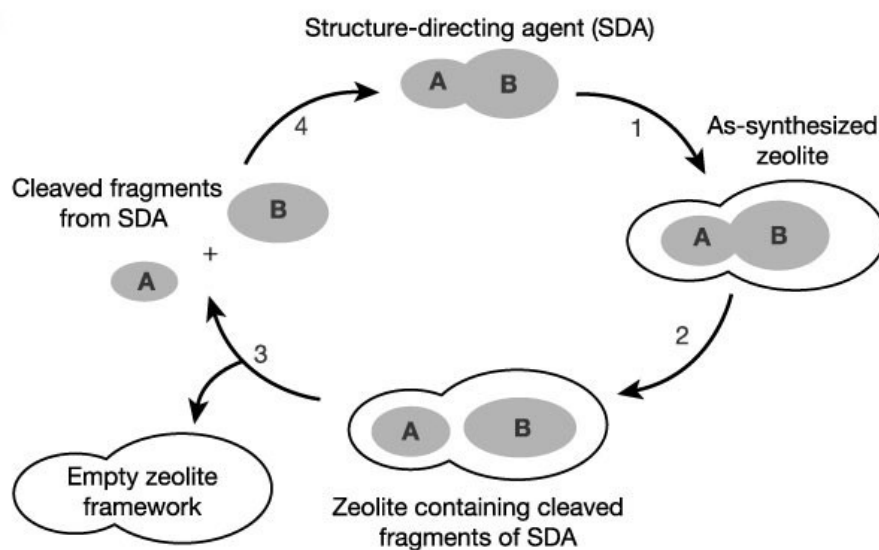 Structure-directing agent (SDA)
A
B
4
1
As-synthesized
zeolite
Cleaved fragments
from SDA
B
A
B
+
A
2
3
A
B
Empty zeolite
framework
Zeolite containing cleaved
fragments of SDA